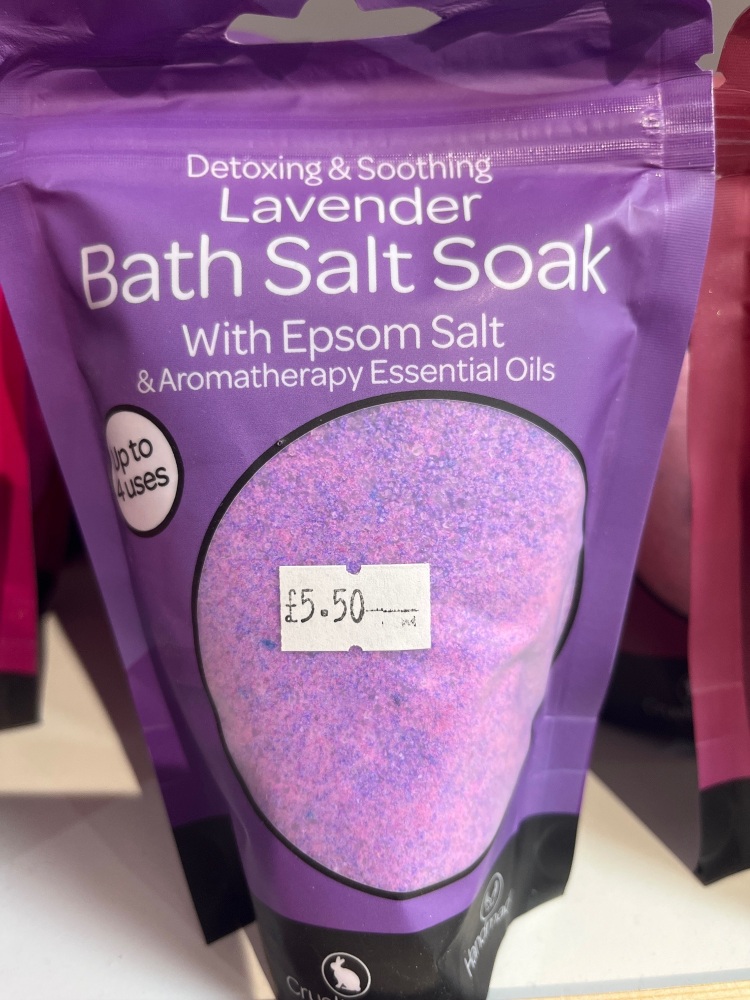 Detoxing & Soothing
Lavender
Bath Salt Soak
With Epsom Salt
& Aromatherapy Essential Oils
Up to
4 uses
£5.50